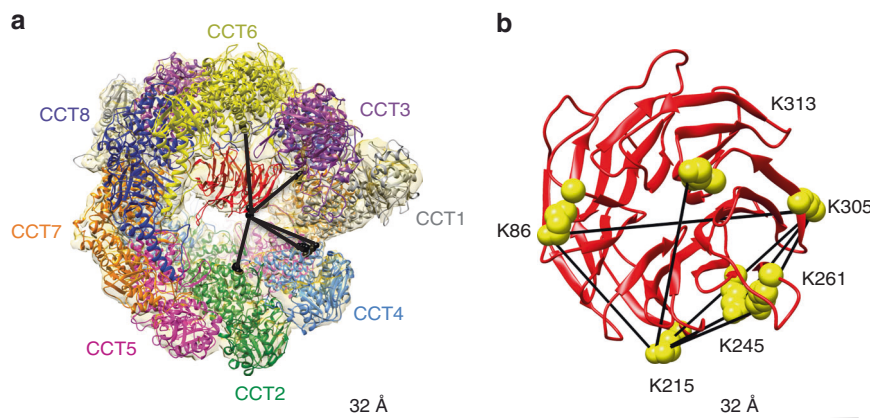 a
CCT6
CCT8
CCT3
CCT7
CCT1
CCT5
CCT4
CCT2
32 Å
b
K313
K86
K305
K261
K245
K215
32 Å